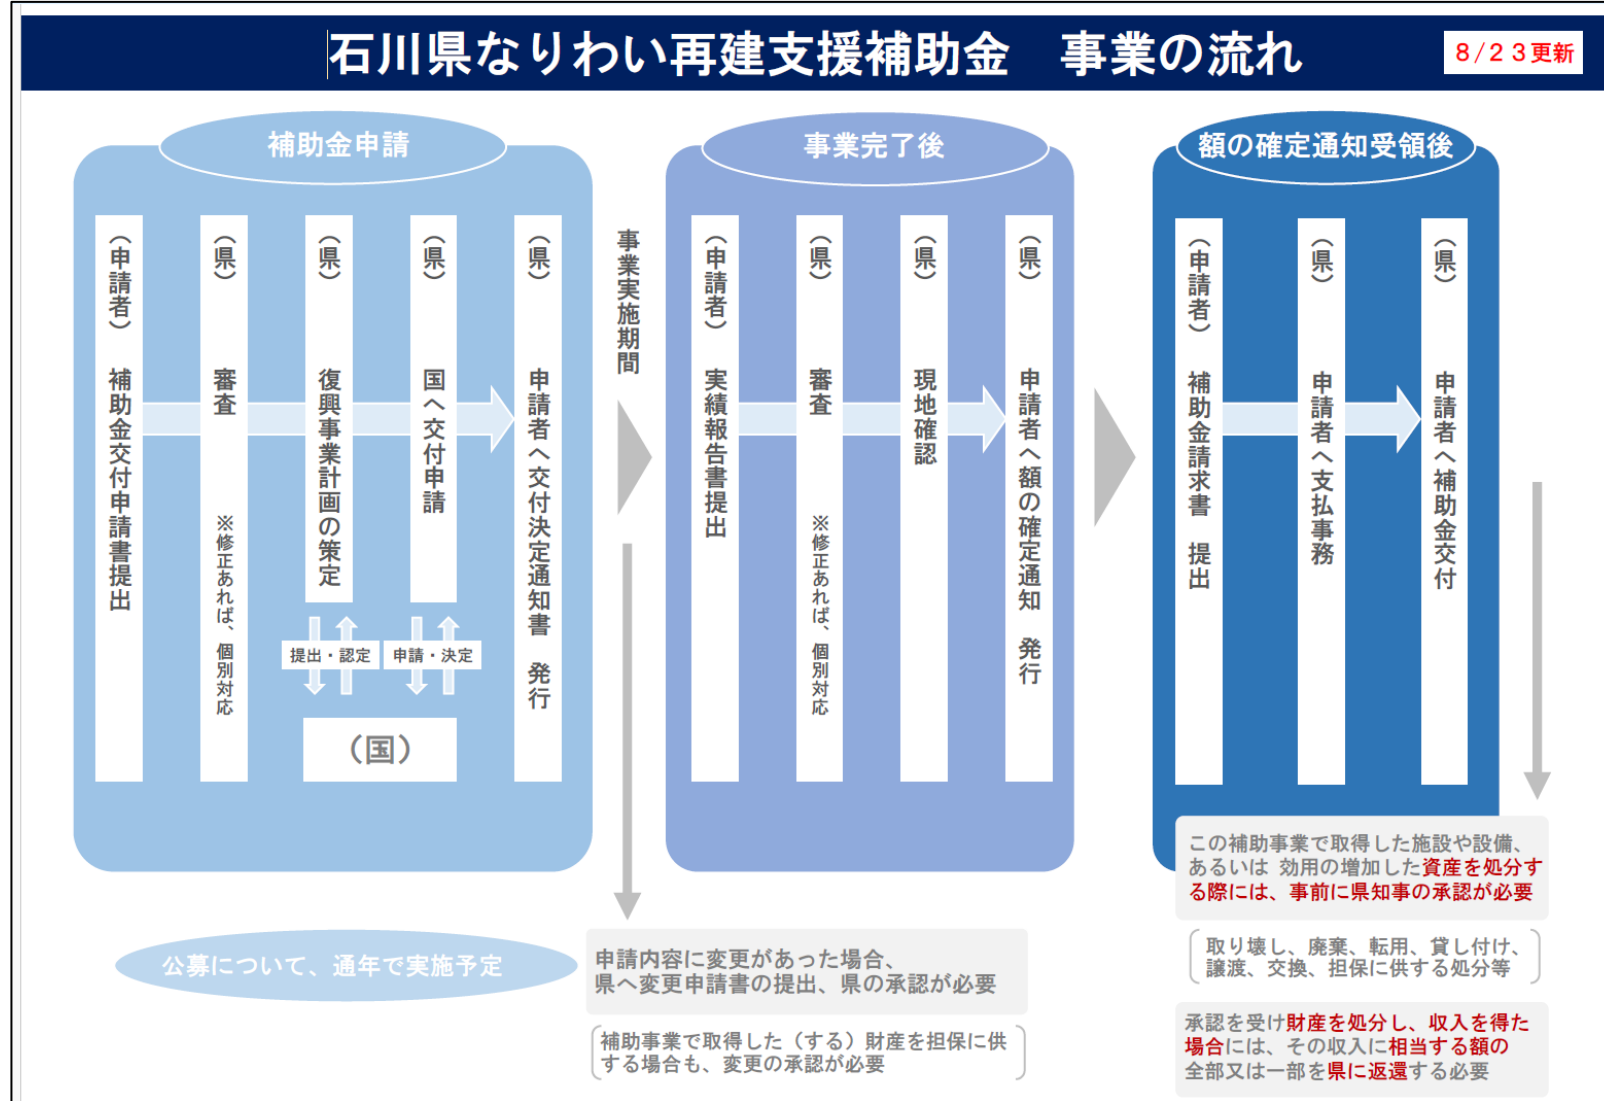 石川県なりわい再建支援補助金　事業の流れ
8/23更新
補助金申請
（申請者）　補助金交付申請書提出
（県）　審査　※修正あれば、個別対応
（県）　復興事業計画の策定
（県）　国へ交付申請
提出・認定
申請・決定
（国）
（県）　申請者へ交付決定通知書　発行
事業実施期間
事業完了後
（申請者）　実績報告書提出
（県）　審査　※修正あれば、個別対応
（県）　現地確認
（県）　申請者へ額の確定通知　発行
額の確定通知受領後
（申請者）　補助金請求書　提出
（県）　申請者へ支払事務
（県）　申請者へ補助金交付
公募について、通年で実施予定
申請内容に変更があった場合、
県へ変更申請書の提出、県の承認が必要
補助事業で取得した（する）財産を担保に供
する場合も、変更の承認が必要
この補助事業で取得した施設や設備、
あるいは 効用の増加した資産を処分す
る際には、事前に県知事の承認が必要
取り壊し、廃棄、転用、貸し付け、
譲渡、交換、担保に供する処分等
承認を受け財産を処分し、収入を得た
場合には、その収入に相当する額の
全部又は一部を県に返還する必要